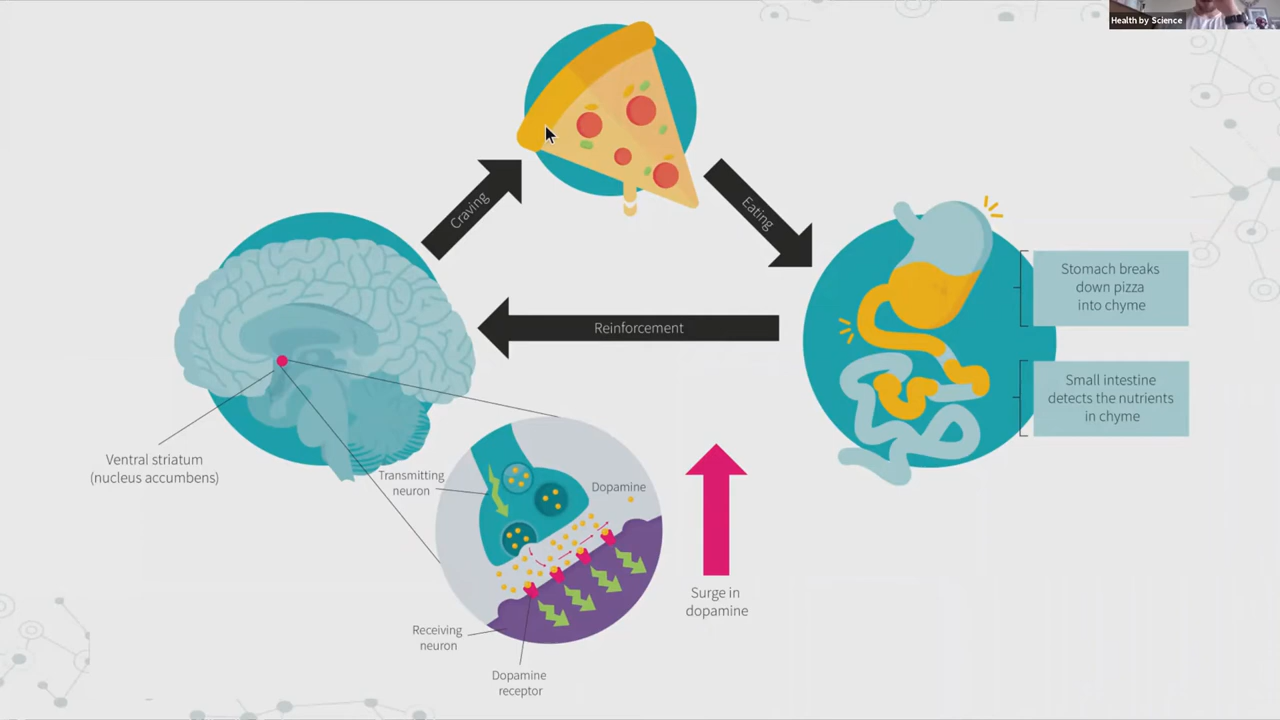 Health by Science
Craving
Eating
Stomach breaks
down pizza
into chyme
Reinforcement
Small intestine
detects the nutrients
in chyme
Ventral striatum
(nucleus accumbens)
Transmitting
neuron
Dopamine
Surge in
dopamine
Receiving
neuron
Dopamine
receptor